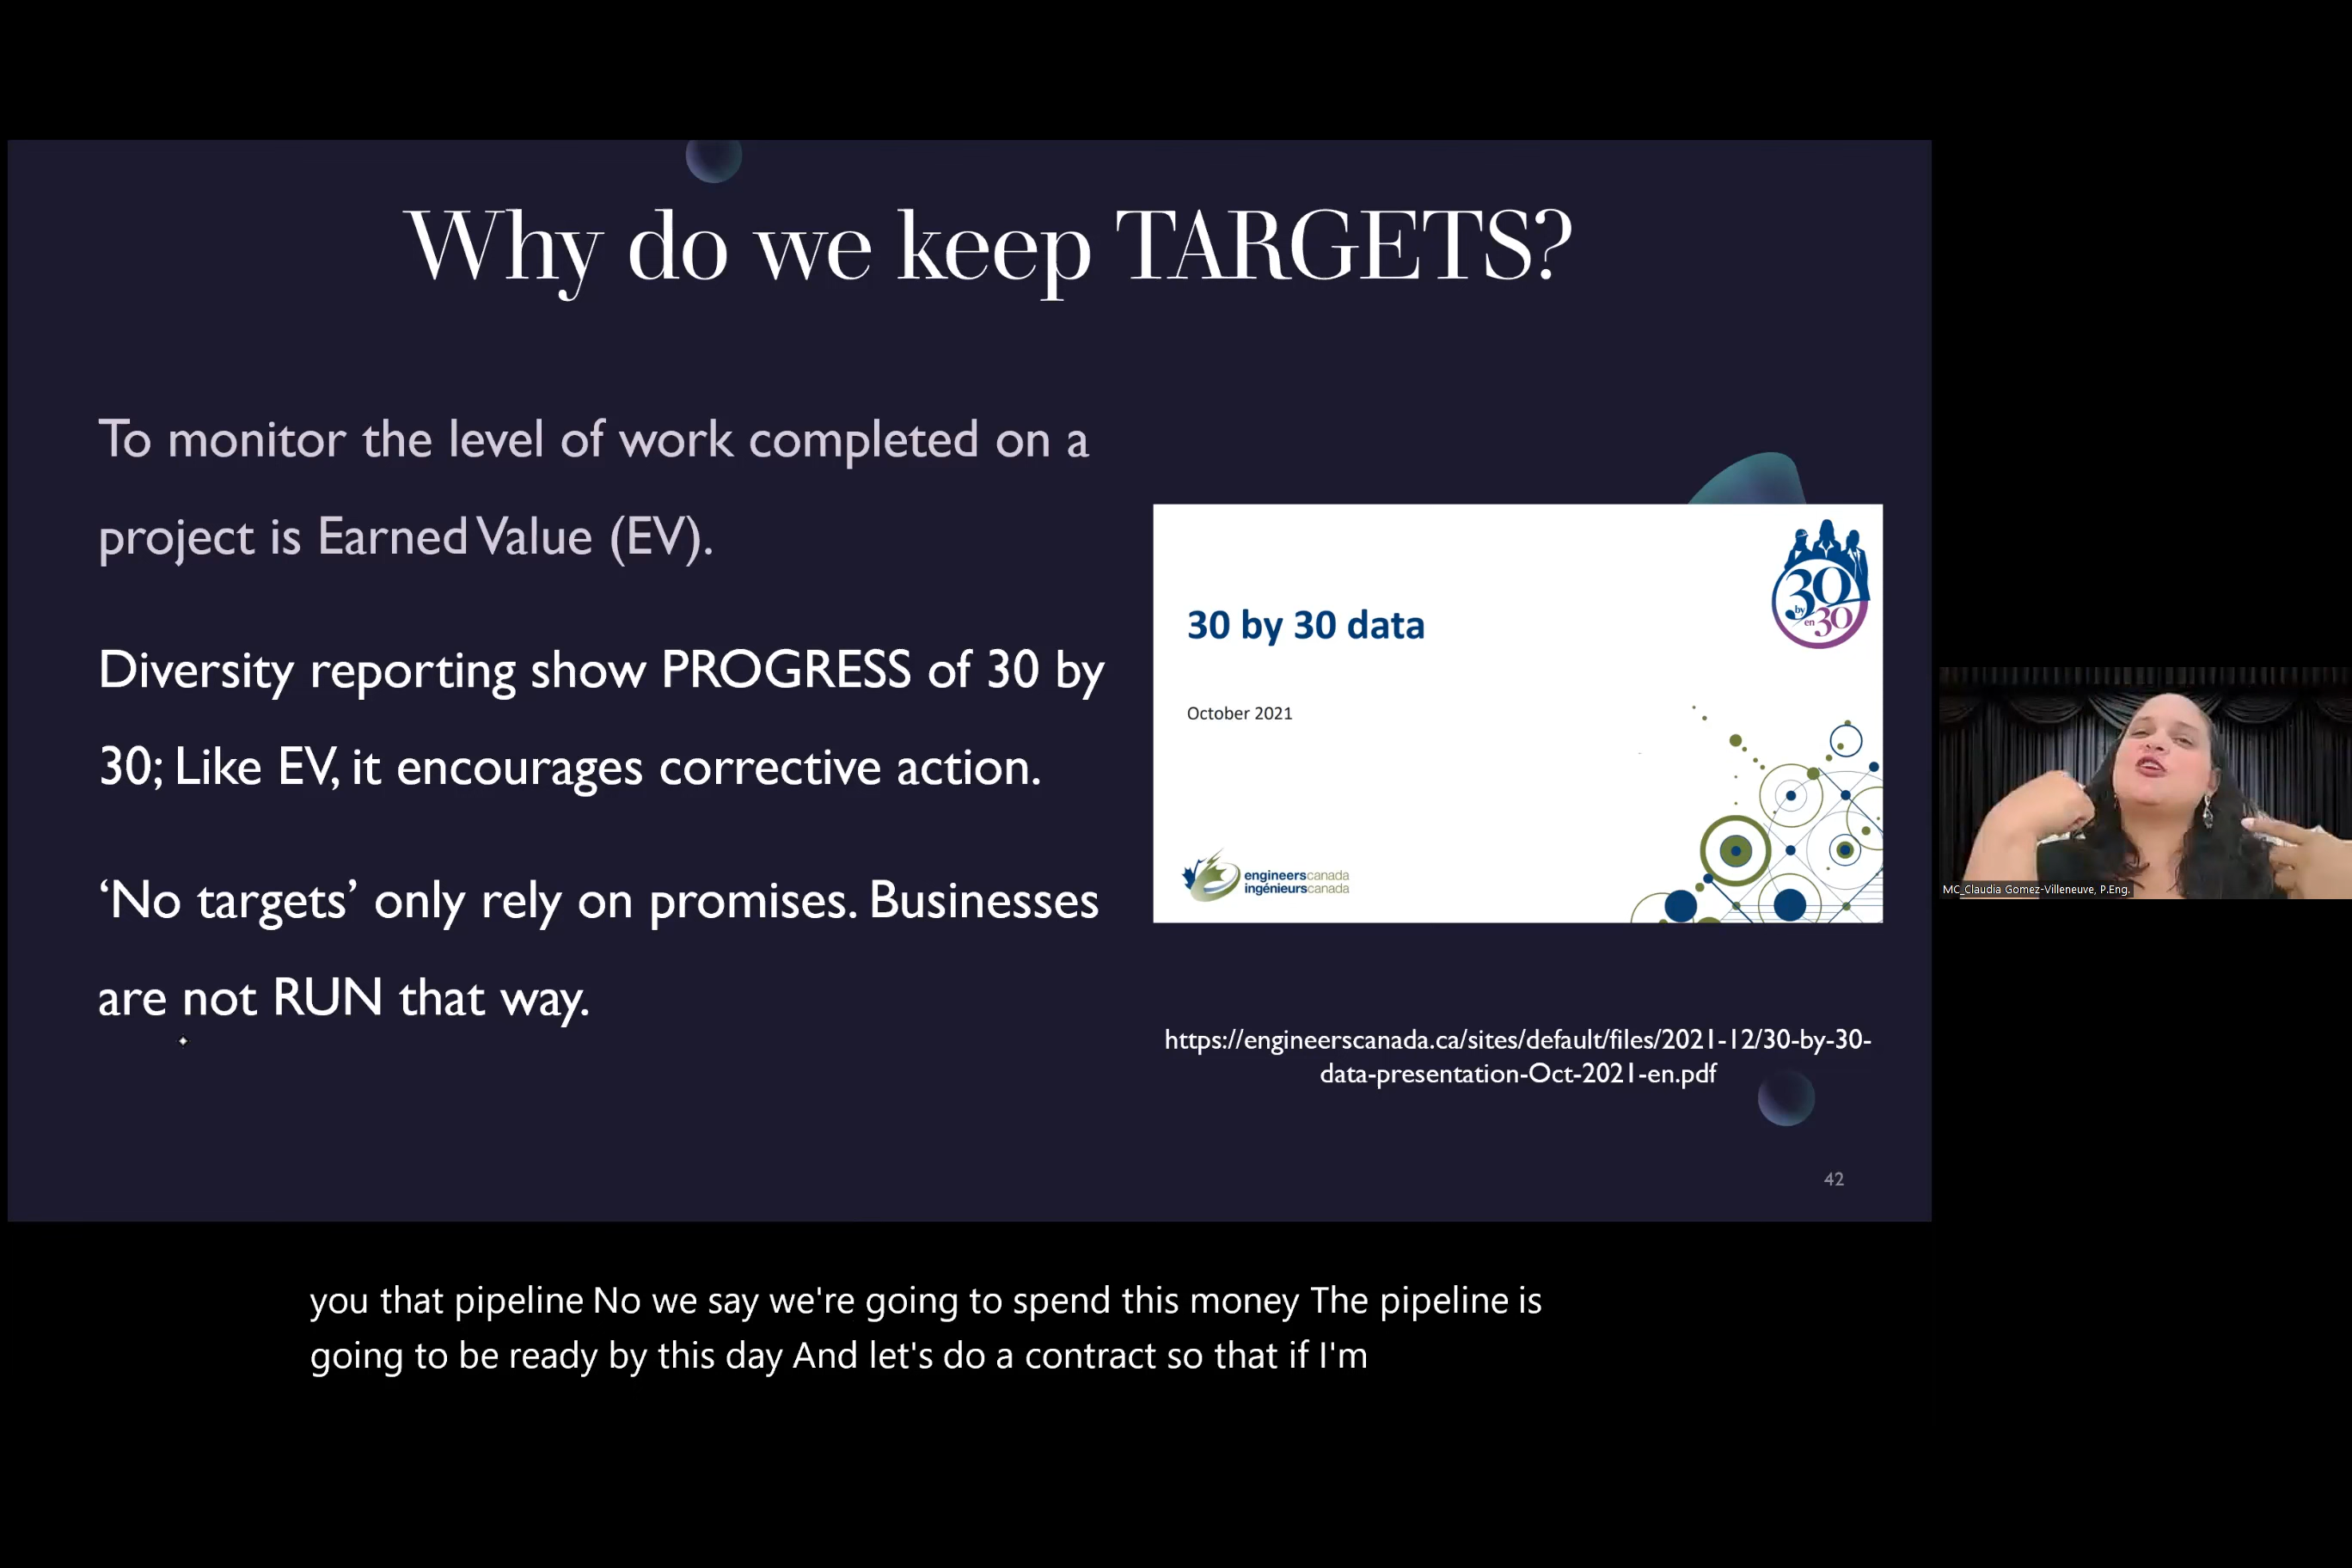 Why do we keep TARGETS?
To monitor the level of work completed on a
project is Earned Value (EV).
Diversity reporting show PROGRESS of 30 by
30; Like EV, it encourages corrective action.
‘No targets’ only rely on promises. Businesses
are not RUN that way.
30
by
en 30
30 by 30 data
October 2021
engineerscanada
ingénieurscanada
https://engineerscanada.ca/sites/default/files/2021-12/30-by-30-
data-presentation-Oct-2021-en.pdf
42
MC_Claudia Gomez-Villeneuve, P.Eng.
you that pipeline No we say we're going to spend this money The pipeline is
going to be ready by this day And let's do a contract so that if I'm